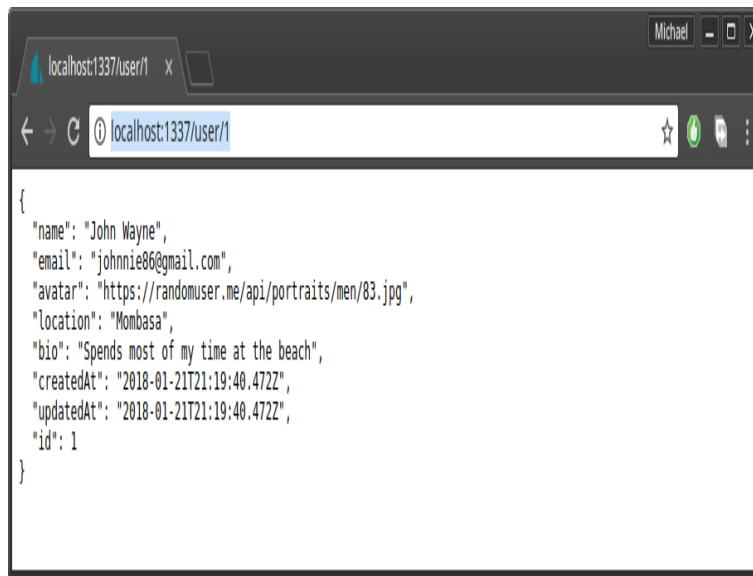 Michael
localhost:1337/user/1
localhost:1337/user/1
{
"name": "John Wayne",
"email": "johnnie86@gmail.com",
"avatar": "https://randomuser.me/api/portraits/men/83.jpg",
"location": "Mombasa",
"bio": "Spends most of my time at the beach",
"createdAt": "2018-01-21T21:19:40.472Z",
"updatedAt": "2018-01-21T21:19:40.472Z",
"id": 1
}